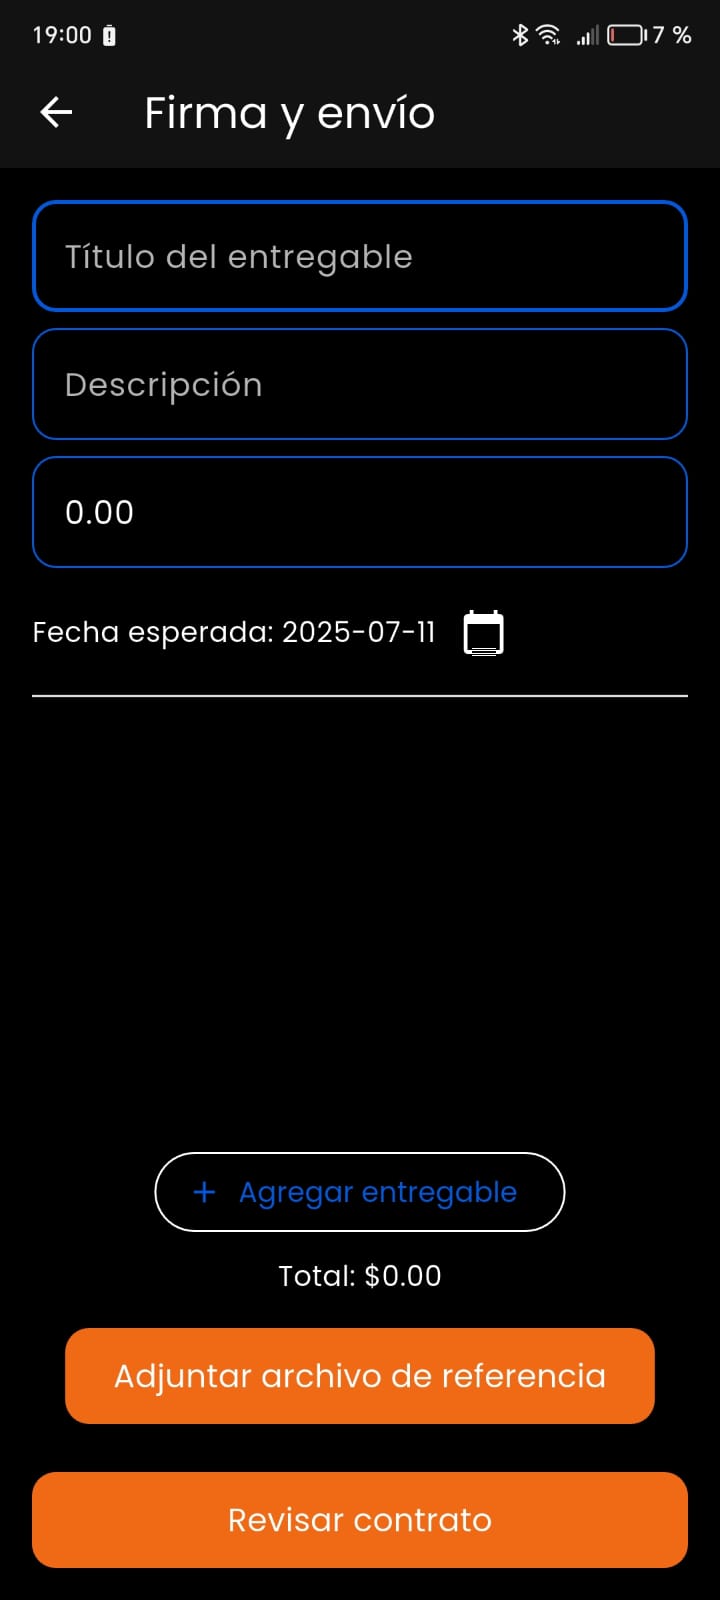 19:00 7 %
Firma y envío
Título del entregable
Descripción
0.00
Fecha esperada: 2025-07-11
+ Agregar entregable
Total: $0.00
Adjuntar archivo de referencia
Revisar contrato